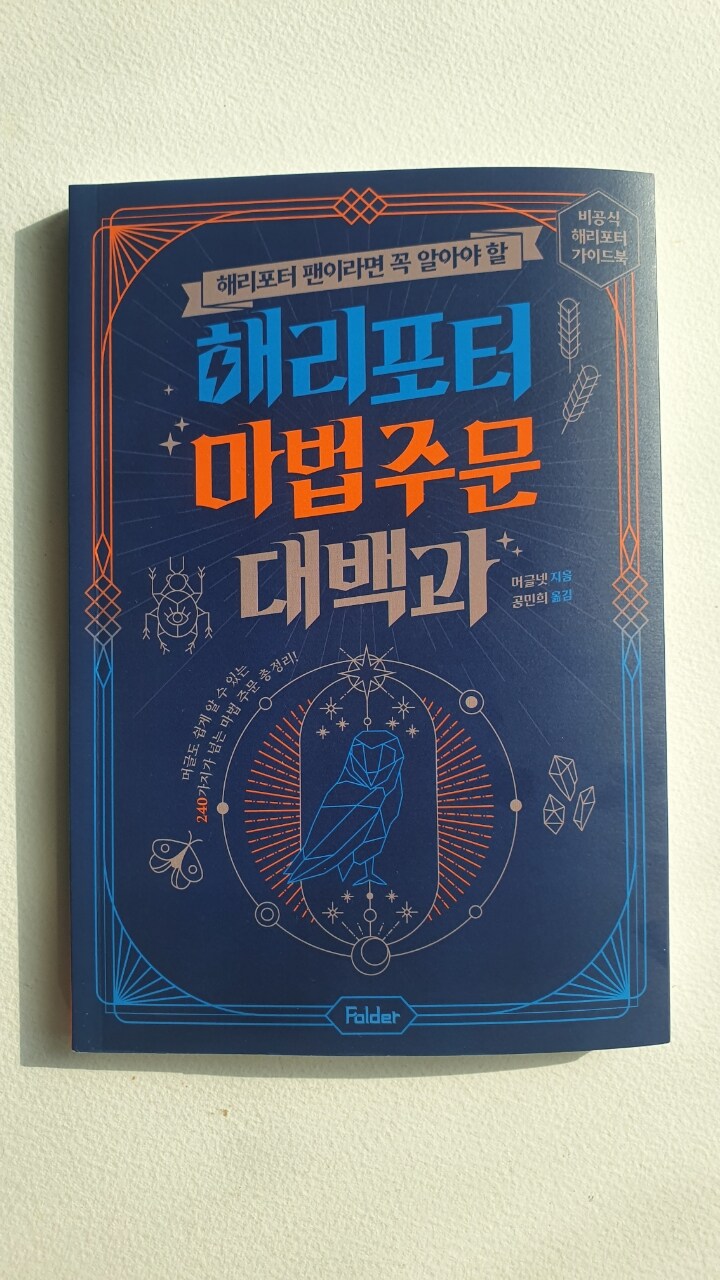 비공식
해리포터
가이드북
해리포터 팬이라면 꼭 알아야 할
해리포터
마법 주문
대백과
머글넷 지음
공민희 옮김
머글도 쉽게 알 수 있는
240가지가 넘는 마법 주문 총정리!
Folder